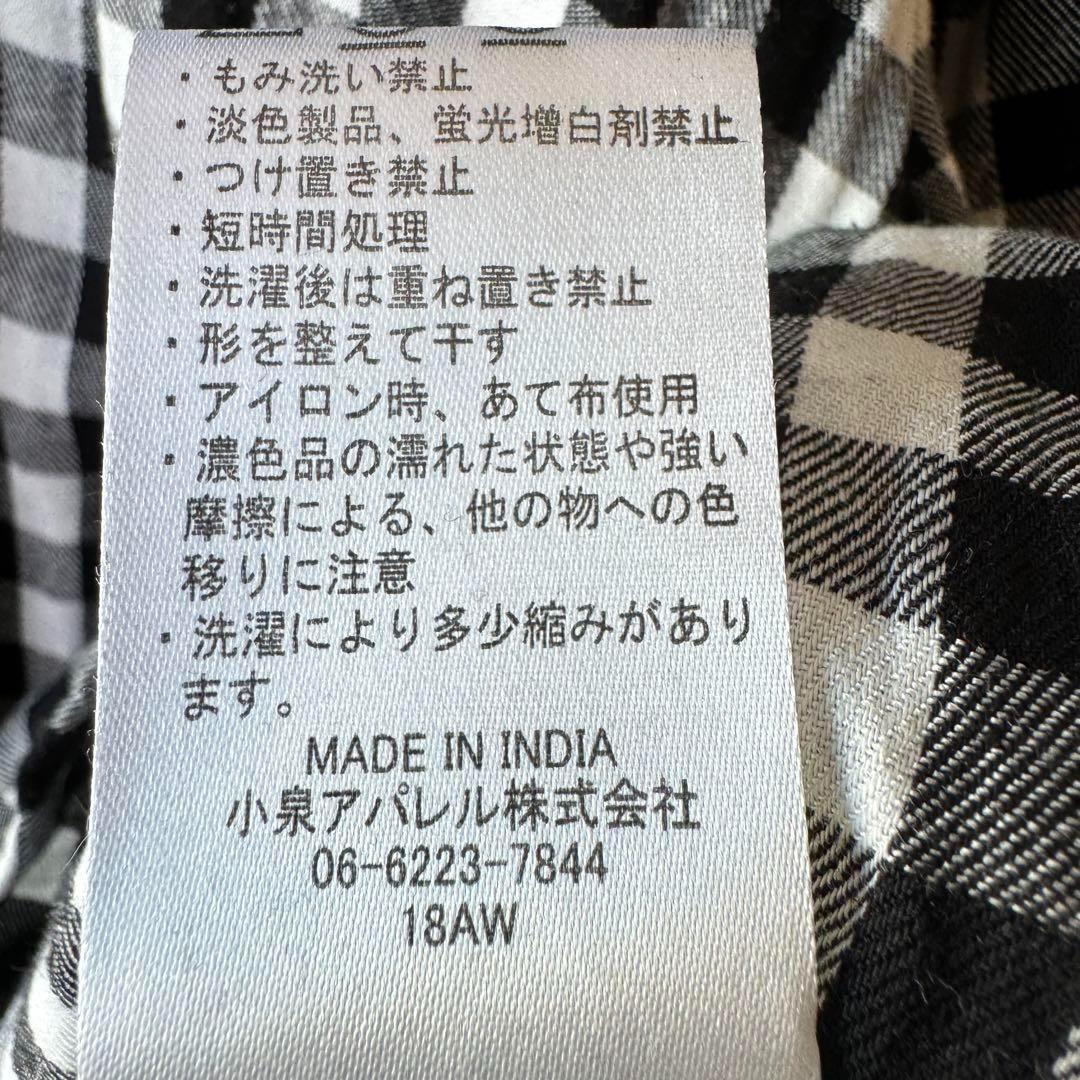 ・もみ洗い禁止
・淡色製品、蛍光増白剤禁止
・つけ置き禁止
・短時間処理
・洗濯後は重ね置き禁止
・形を整えて干す
・アイロン時、あて布使用
・濃色品の濡れた状態や強い
摩擦による、他の物への色
移りに注意
・洗濯により多少縮みがあり
ます。
MADE IN INDIA
小泉アパレル株式会社
06-6223-7844
18AW